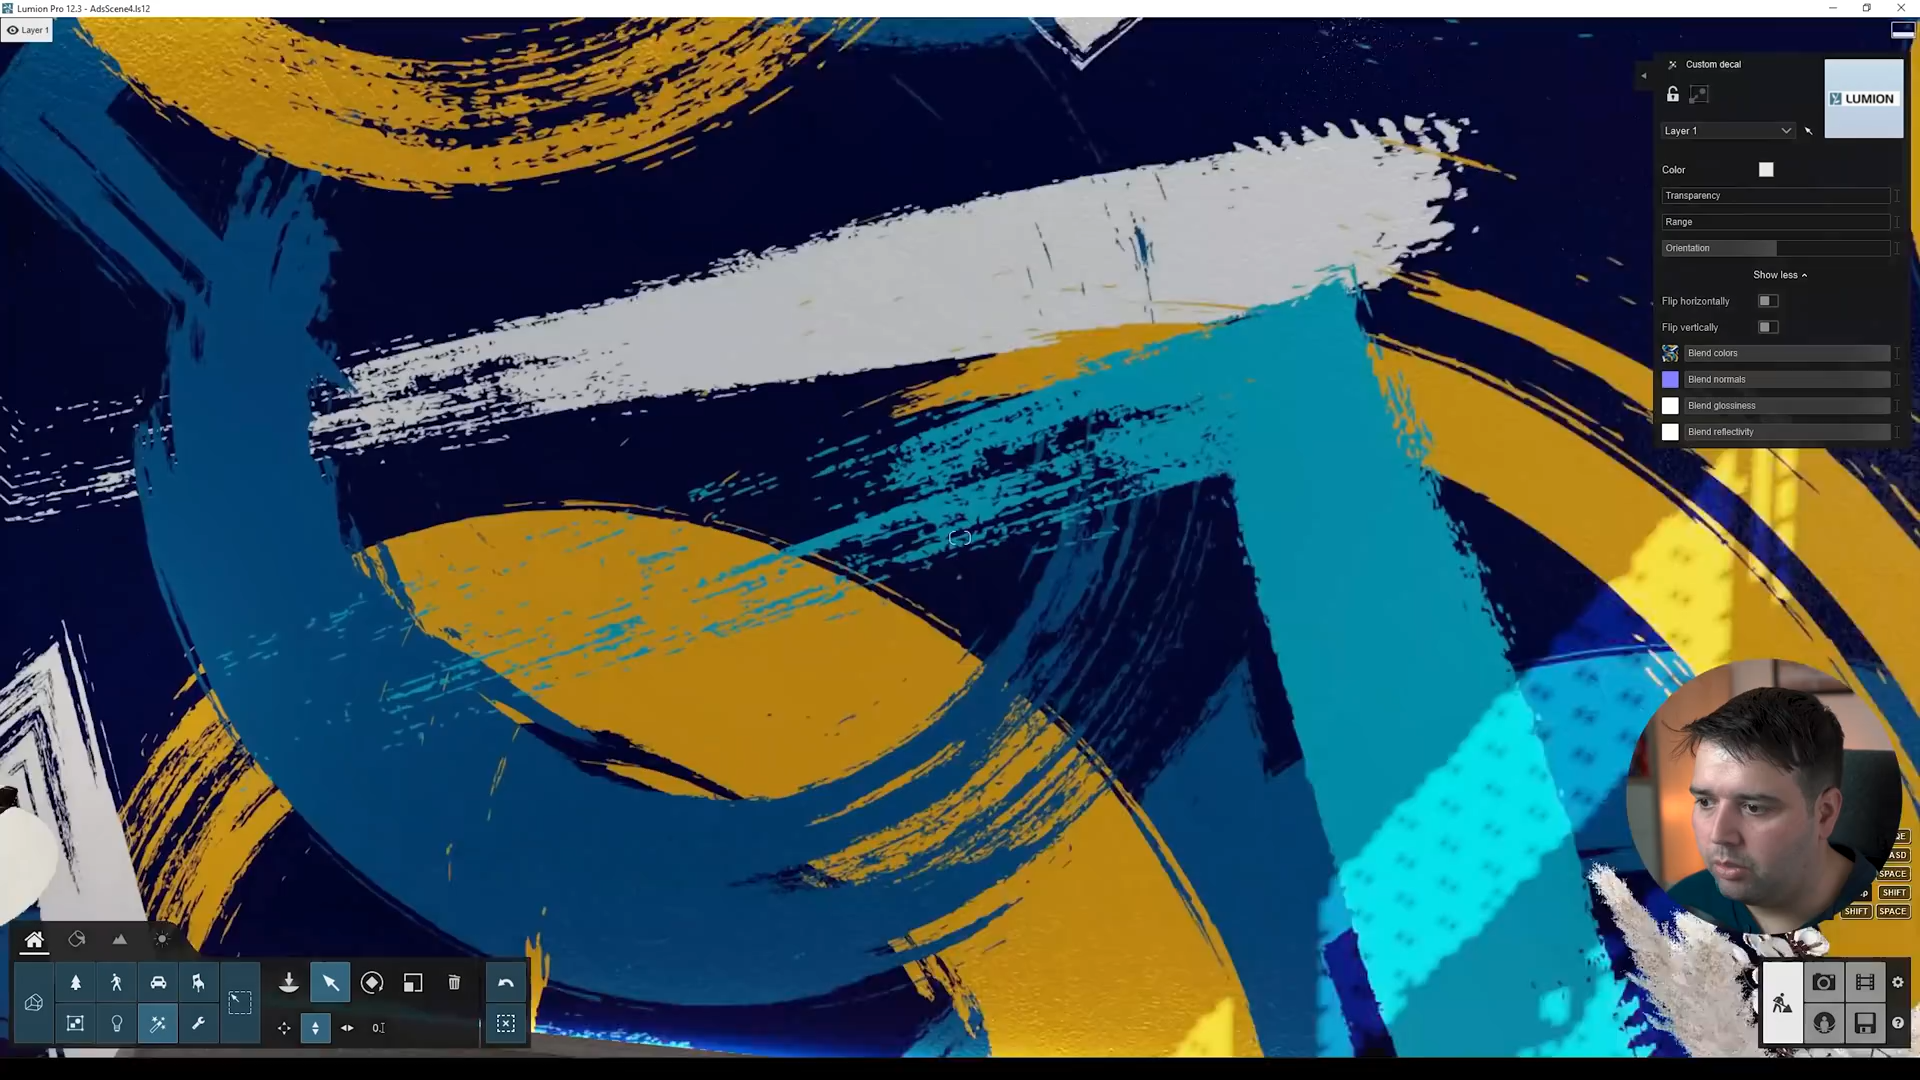 Lumion Pro 12.3 - AdsScene4.ls12
Layer 1
Custom decal
LUMION
Layer 1
Color
Transparency
Range
Orientation
Show less
Flip horizontally
Flip vertically
Blend colors
Blend normals
Blend glossiness
Blend reflectivity
SPACE
SHIFT
SHIFT SPACE